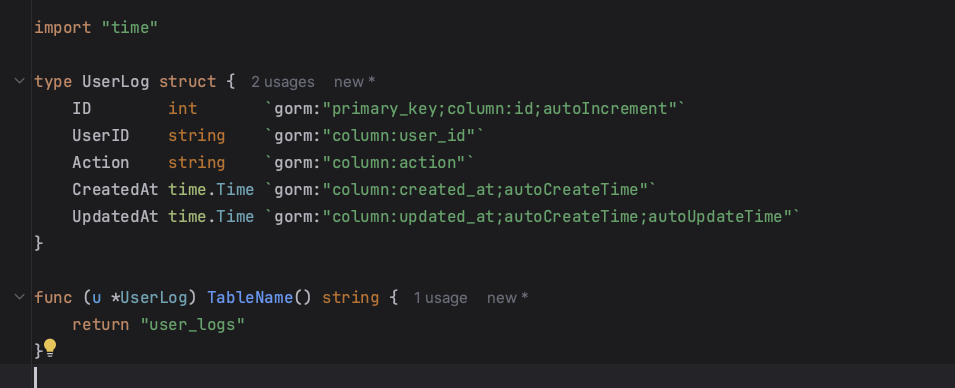 import "time"
type UserLog struct { 2 usages new *
ID int `gorm:"primary_key;column:id;autoIncrement"`
UserID string `gorm:"column:user_id"`
Action string `gorm:"column:action"`
CreatedAt time.Time `gorm:"column:created_at;autoCreateTime"`
UpdatedAt time.Time `gorm:"column:updated_at;autoCreateTime;autoUpdateTime"`
}
func (u *UserLog) TableName() string { 1 usage new *
return "user_logs"
}